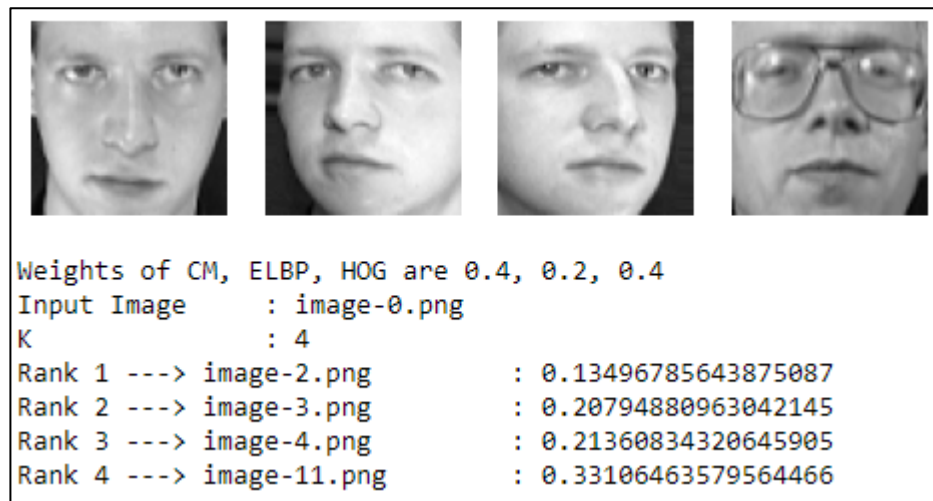 Weights of CM, ELBP, HOG are 0.4, 0.2, 0.4
Input Image : image-0.png
K : 4
Rank 1 ---> image-2.png : 0.13496785643875087
Rank 2 ---> image-3.png : 0.20794880963042145
Rank 3 ---> image-4.png : 0.21360834320645905
Rank 4 ---> image-11.png : 0.33106463579564466